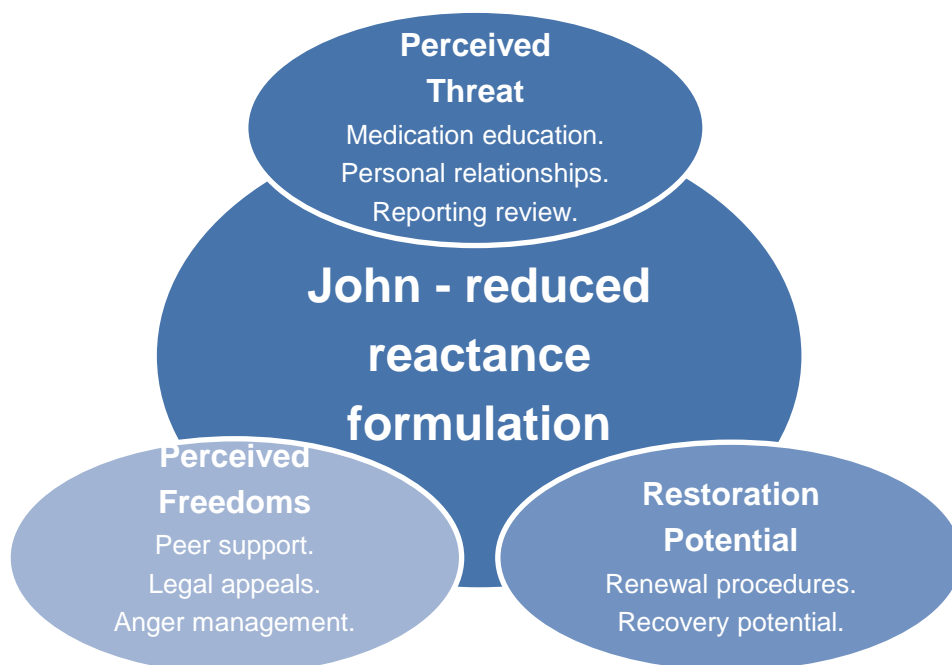 Perceived
Threat
Medication education.
Personal relationships.
Reporting review.
John - reduced
reactance
formulation
Perceived
Freedoms
Peer support.
Legal appeals.
Anger management.
Restoration
Potential
Renewal procedures.
Recovery potential.